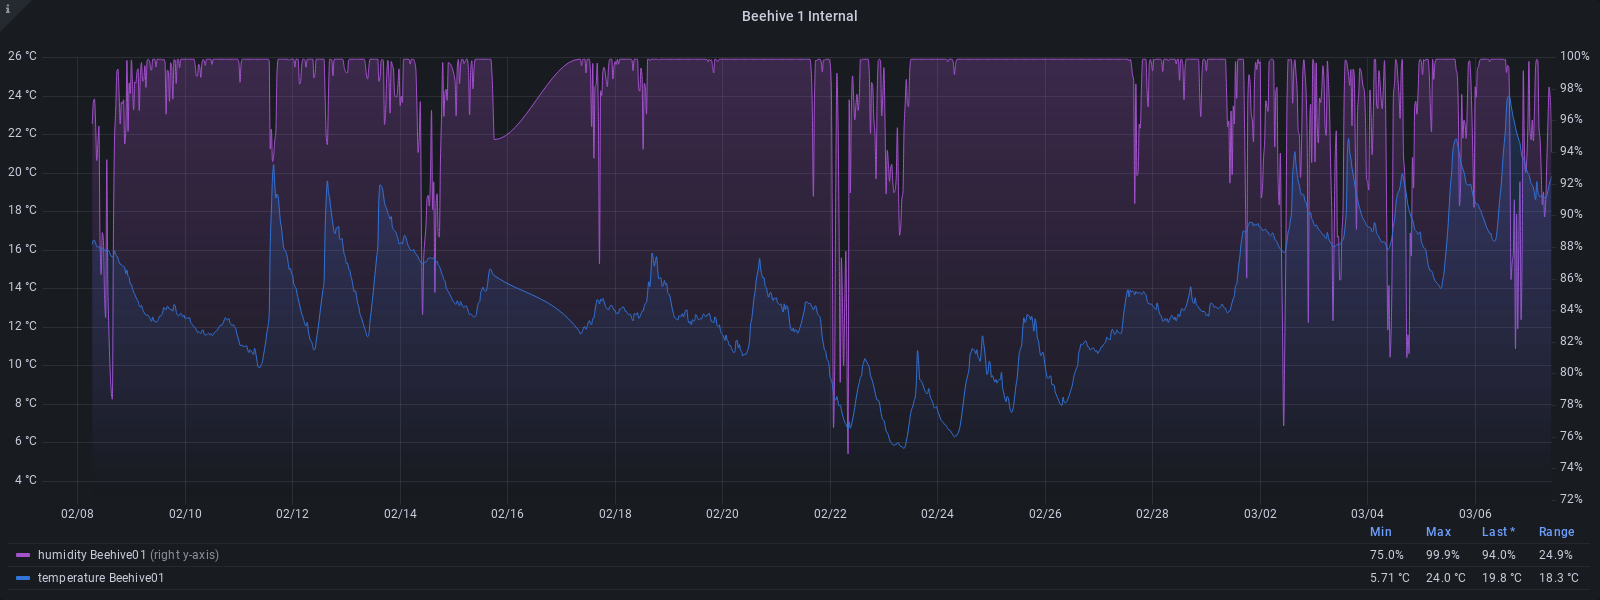 i
Beehive 1 Internal
26 °C 100%
24 °C 98%
22 °C 96%
20 °C 94%
18 °C 92%
16 °C 90%
14 °C 88%
12 °C 86%
10 °C 84%
8 °C 82%
6 °C 80%
4 °C 78%
76%
74%
72%
02/08 02/10 02/12 02/14 02/16 02/18 02/20 02/22 02/24 02/26 02/28 03/02 03/04 03/06
Min Max Last * Range
humidity Beehive01 (right y-axis) 75.0% 99.9% 94.0% 24.9%
temperature Beehive01 5.71 °C 24.0 °C 19.8 °C 18.3 °C